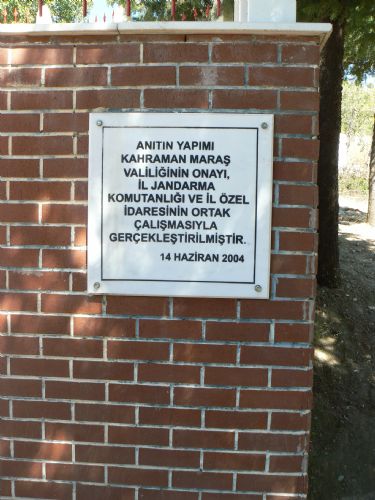 ANITIN YAPIMI
KAHRAMAN MARAŞ
VALİLİĞİNİN ONAYI,
İL JANDARMA
KOMUTANLIĞI VE İL ÖZEL
İDARESİNİN ORTAK
ÇALIŞMASIYLA
GERÇEKLEŞTİRİLMİŞTİR.
14 HAZİRAN 2004